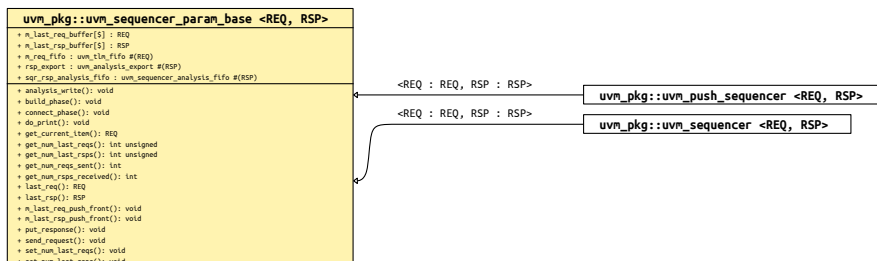 uvm_pkg::uvm_sequencer_param_base <REQ, RSP>
+ m_last_req_buffer[$] : REQ
+ m_last_rsp_buffer[$] : RSP
+ m_req_fifo : uvm_tlm_fifo #(REQ)
+ rsp_export : uvm_analysis_export #(RSP)
+ sqr_rsp_analysis_fifo : uvm_sequencer_analysis_fifo #(RSP)
+ analysis_write(): void
+ build_phase(): void
+ connect_phase(): void
+ do_print(): void
+ get_current_item(): REQ
+ get_num_last_reqs(): int unsigned
+ get_num_last_rsps(): int unsigned
+ get_num_reqs_sent(): int
+ get_num_rsps_received(): int
+ last_req(): REQ
+ last_rsp(): RSP
+ m_last_req_push_front(): void
+ m_last_rsp_push_front(): void
+ put_response(): void
+ send_request(): void
+ set_num_last_reqs(): void
<REQ : REQ, RSP : RSP>
uvm_pkg::uvm_push_sequencer <REQ, RSP>
<REQ : REQ, RSP : RSP>
uvm_pkg::uvm_sequencer <REQ, RSP>